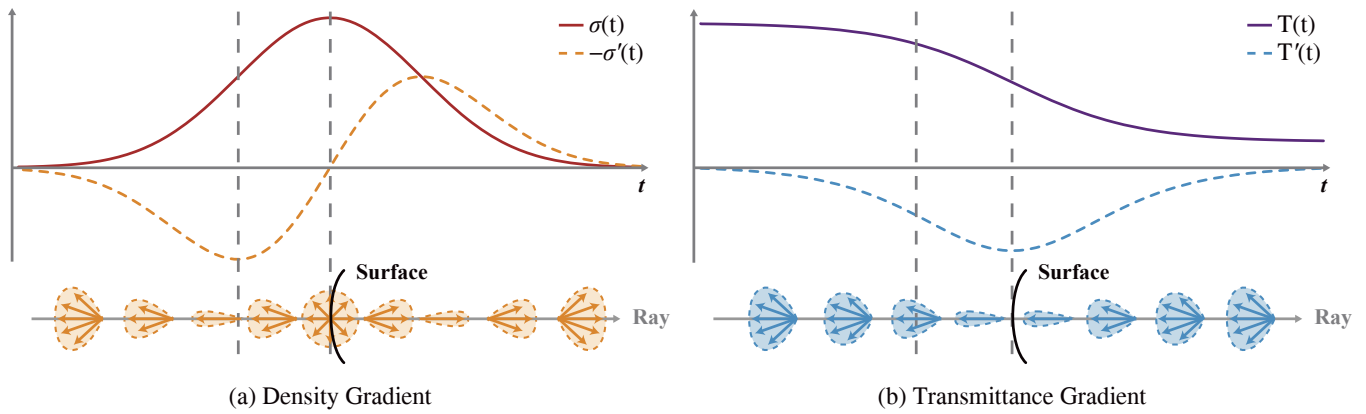 σ(t)
−σ′(t)
t
Surface
Ray
(a) Density Gradient
T(t)
T′(t)
t
Surface
Ray
(b) Transmittance Gradient